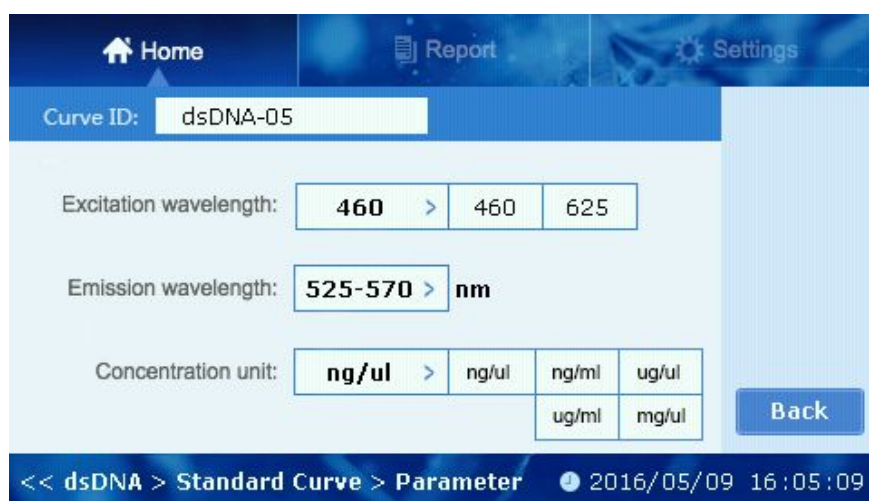 Home Report Settings
Curve ID: dsDNA-05
Excitation wavelength: 460 > 460 625
Emission wavelength: 525-570 > nm
Concentration unit: ng/ul > ng/ul ng/ml ug/ul
ug/ml mg/ul
Back
<< dsDNA > Standard Curve > Parameter 2016/05/09 16:05:09